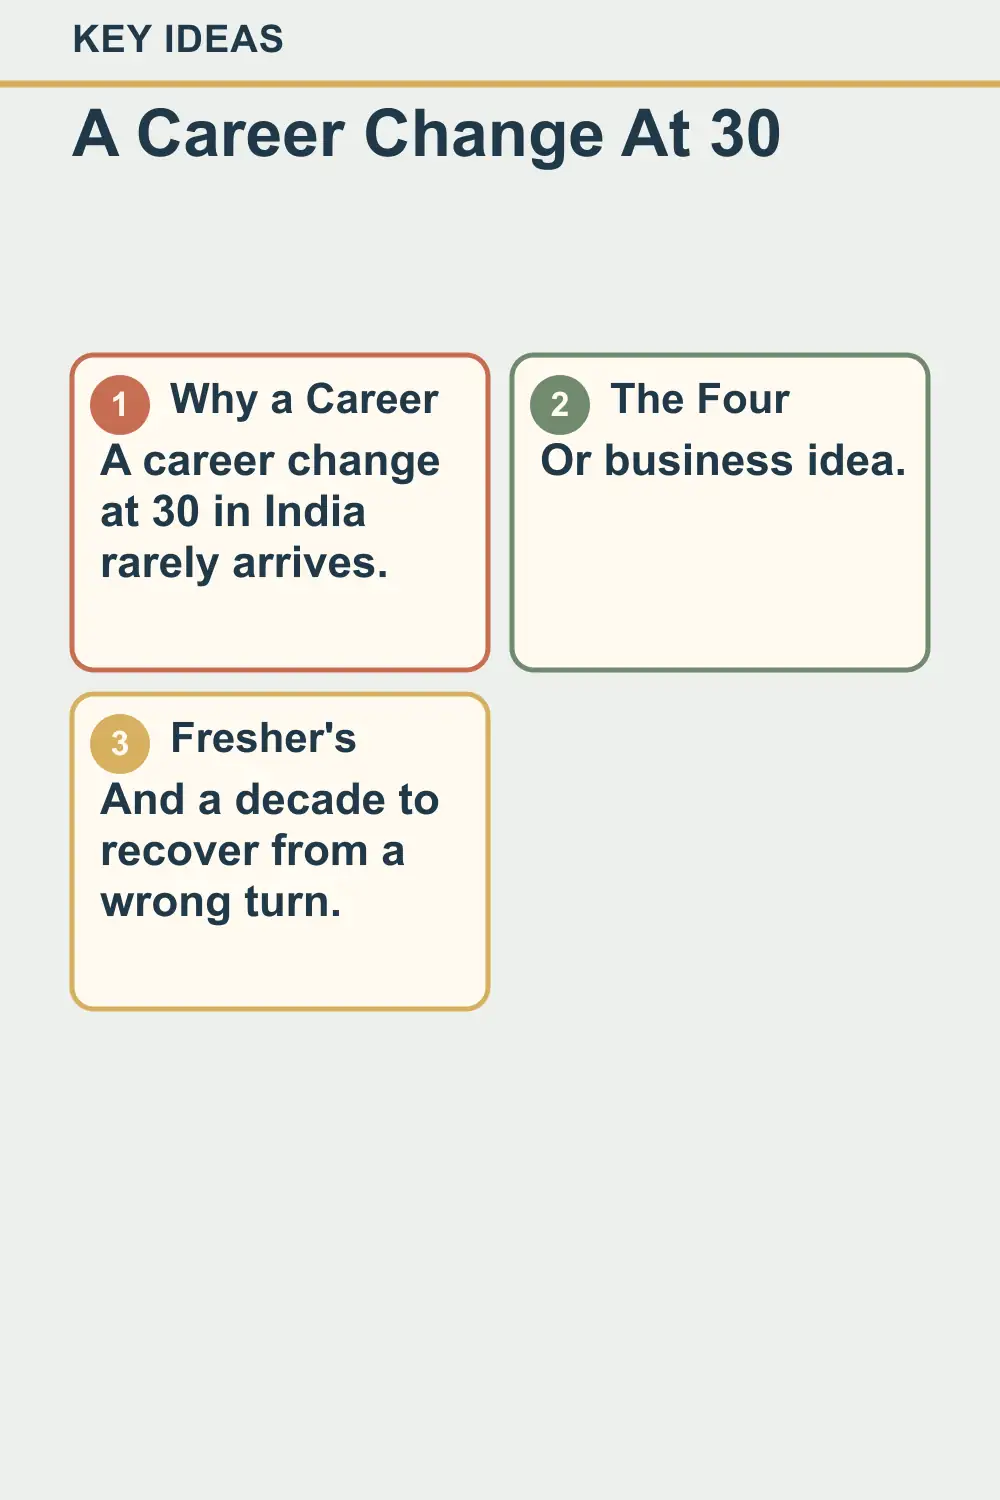 KEY IDEAS
A Career Change At 30
1 Why a Career
A career change
at 30 in India
rarely arrives.
2 The Four
Or business idea.
3 Fresher's
And a decade to
recover from a
wrong turn.